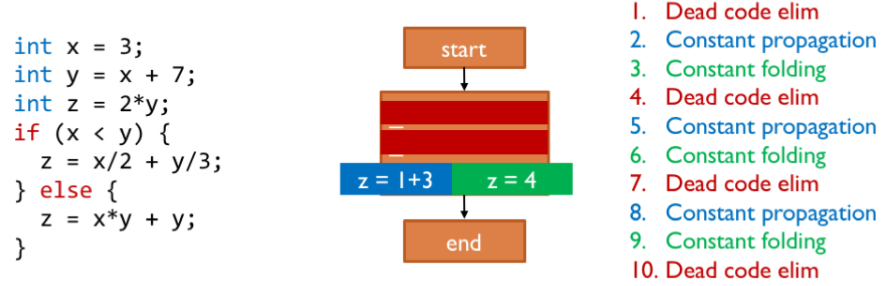 int x = 3;
int y = x + 7;
int z = 2*y;
if (x < y) {
z = x/2 + y/3;
} else {
z = x*y + y;
}
start
z = 1+3
z = 4
end
1. Dead code elim
2. Constant propagation
3. Constant folding
4. Dead code elim
5. Constant propagation
6. Constant folding
7. Dead code elim
8. Constant propagation
9. Constant folding
10. Dead code elim